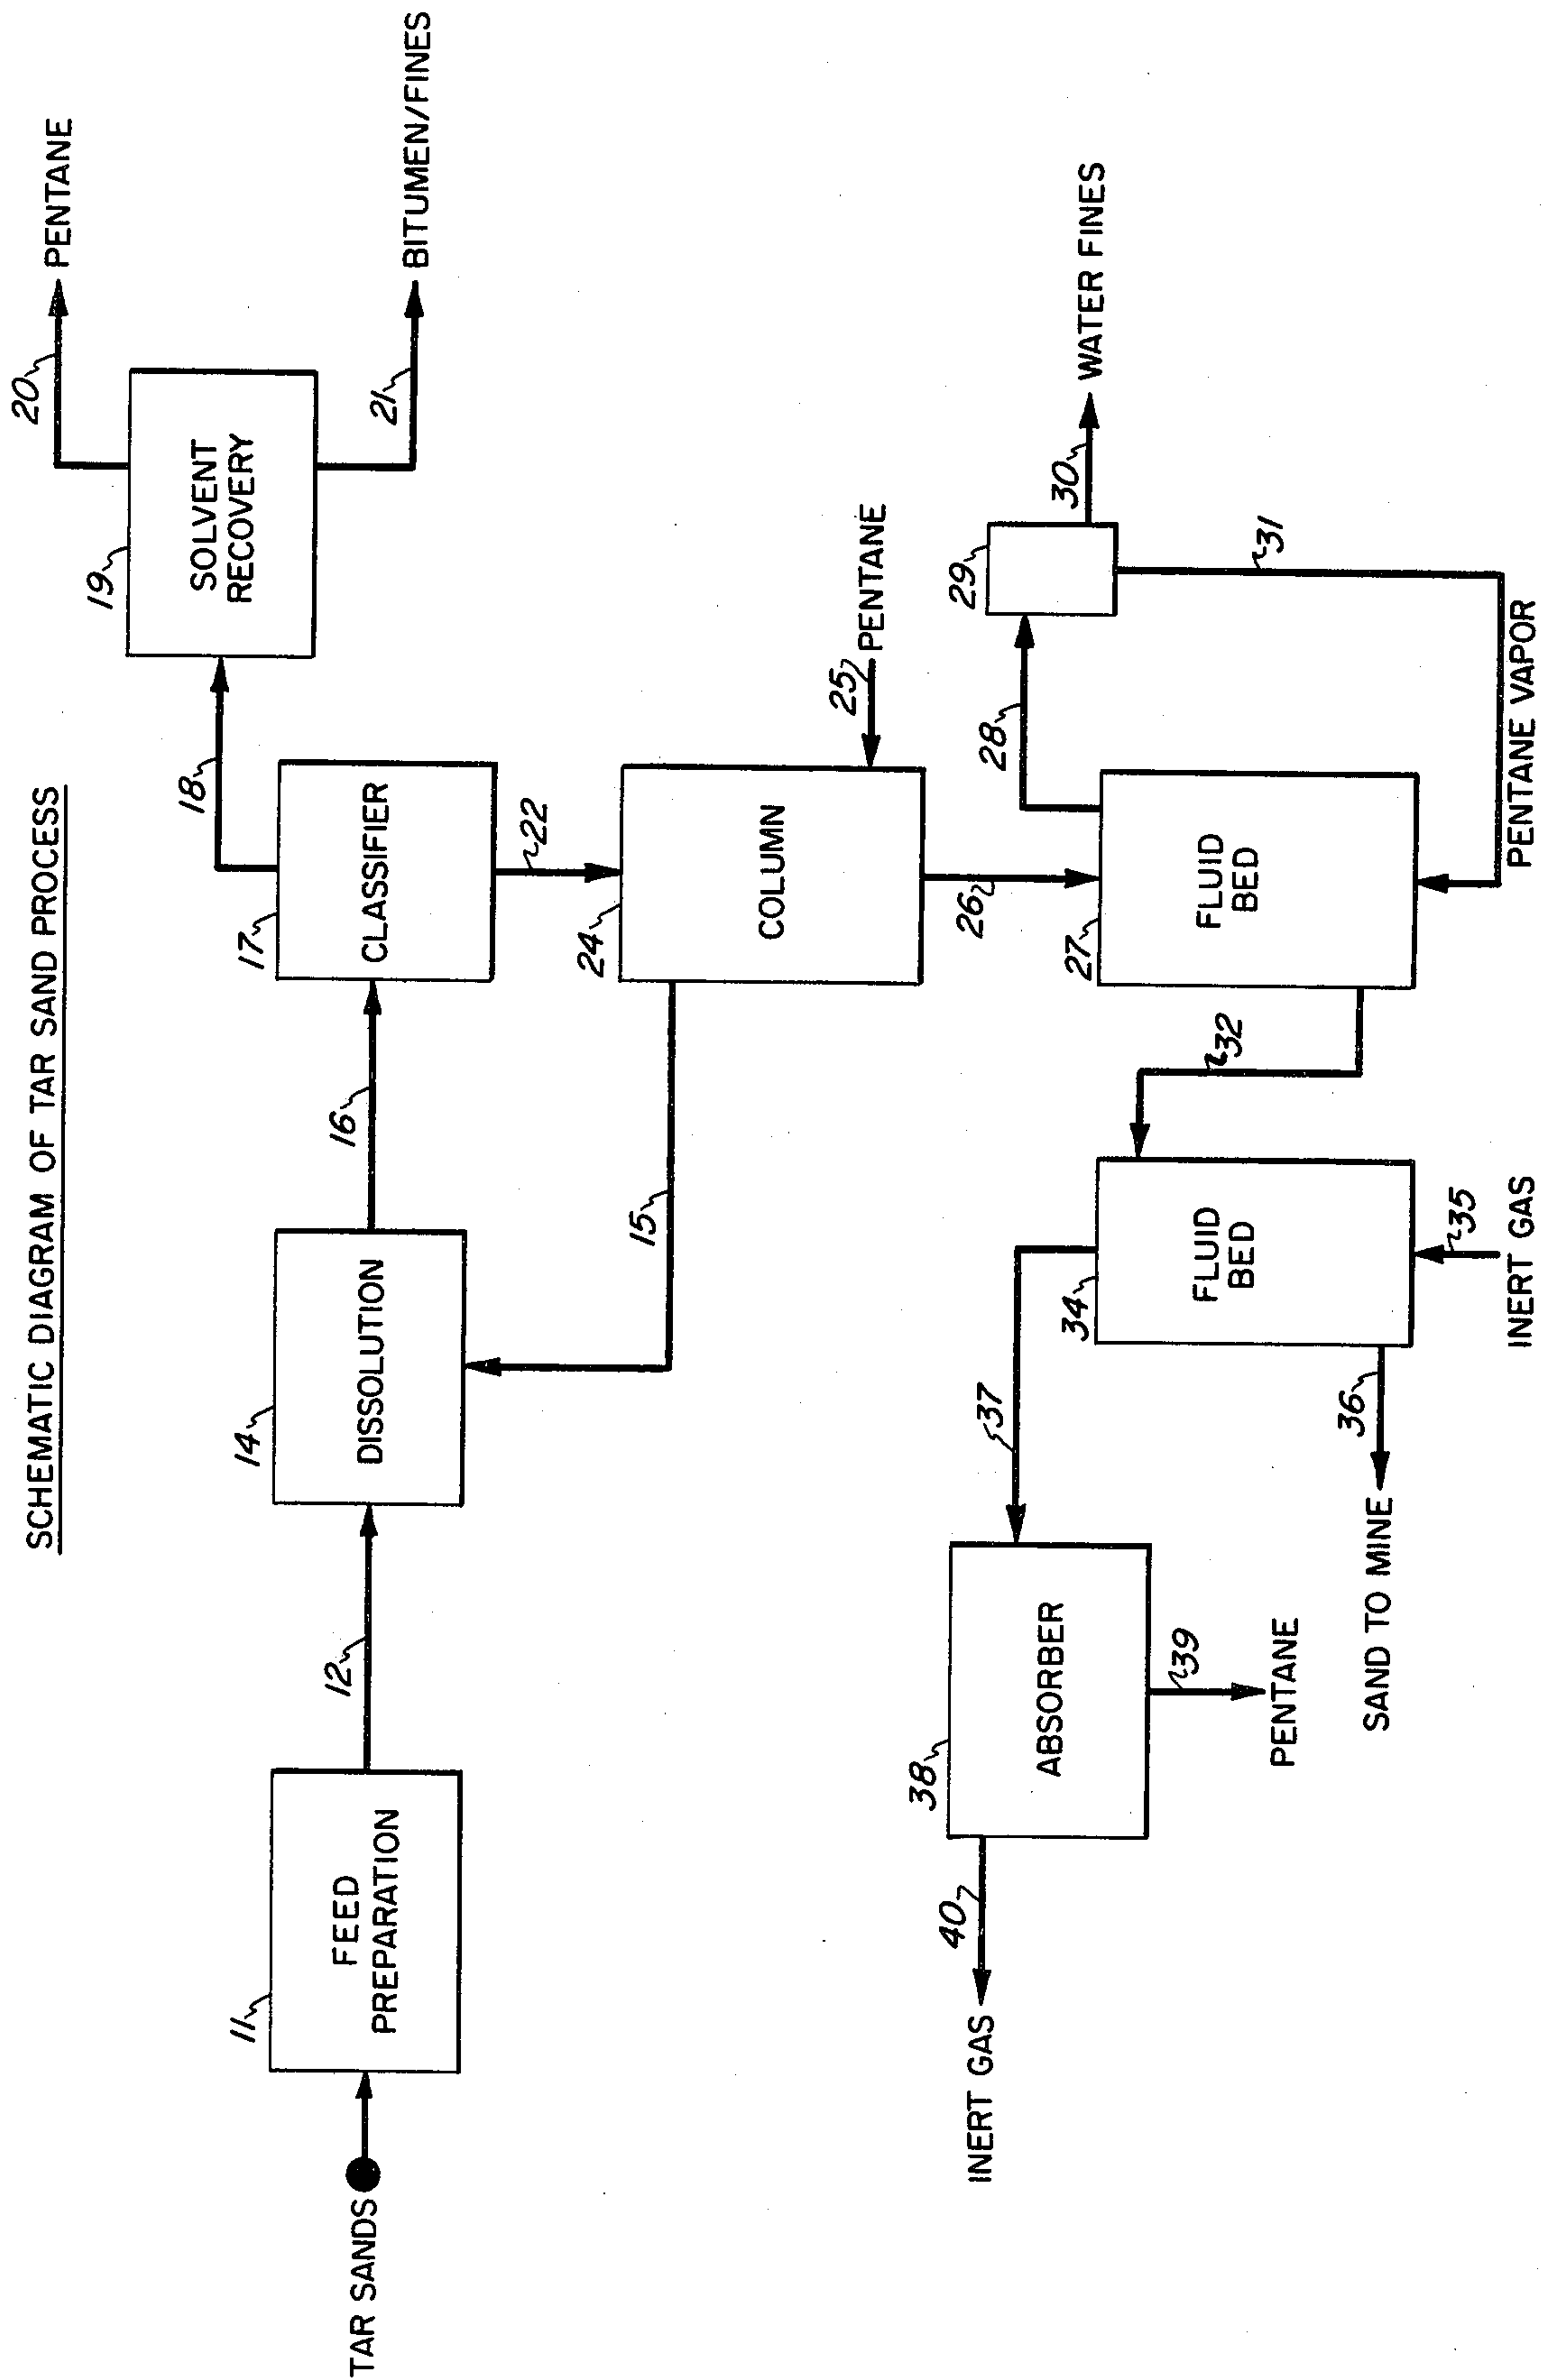 SCHEMATIC DIAGRAM OF TAR SAND PROCESS
20
PENTANE
19
SOLVENT
RECOVERY
21
BITUMEN/FINES
18
TAR SANDS
11
FEED
PREPARATION
12
14
DISSOLUTION
16
17
CLASSIFIER
22
15
24
COLUMN
25
PENTANE
26
INERT GAS
40
38
ABSORBER
39
PENTANE
37
34
FLUID
BED
35
INERT GAS
36
SAND TO MINE
32
27
FLUID
BED
28
29
30
WATER FINES
31
PENTANE VAPOR